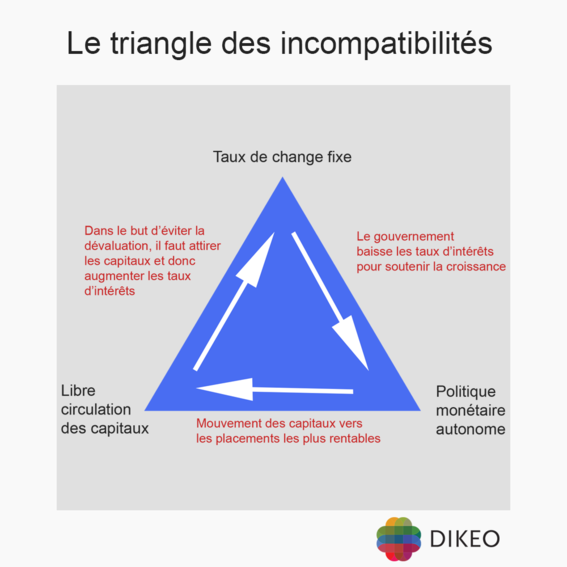 Le triangle des incompatibilités
Taux de change fixe
Dans le but d'éviter la
dévaluation, il faut attirer
les capitaux et donc
augmenter les taux
d'intérêts
Le gouvernement
baisse les taux d'intérêts
pour soutenir la croissance
Libre
circulation
des capitaux
Politique
monétaire
autonome
Mouvement des capitaux vers
les placements les plus rentables
DIKEO